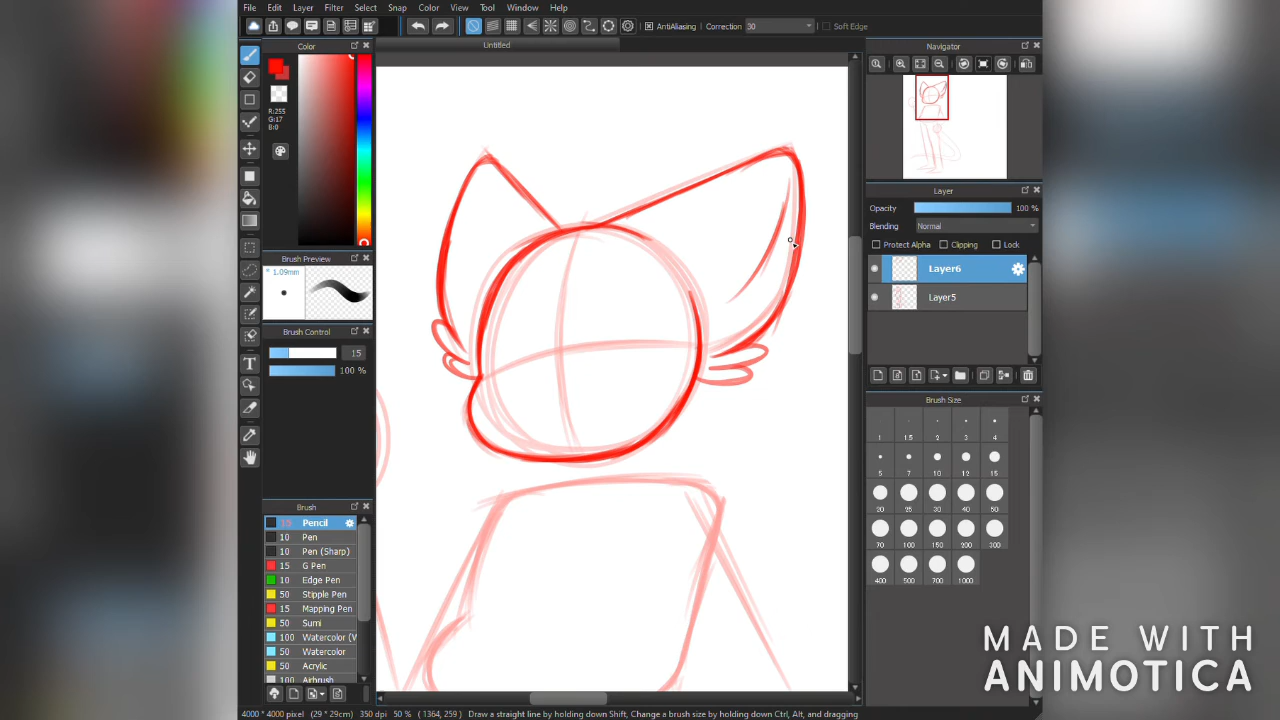 File Edit Layer Filter Select Snap Color View Tool Window Help
AntiAliasing Correction 30 Soft Edge
Color
Untitled
Navigator
R:255
G:17
B:0
Layer
Opacity 100 %
Blending Normal
Protect Alpha Clipping Lock
Brush Preview
* 1.09mm
Layer6
Layer5
Brush Control
15
100 %
Brush Size
1 1.5 2 3 4
5 7 10 12 15
20 25 30 40 50
70 100 150 200 300
400 500 700 1000
Brush
15 Pencil
10 Pen
10 Pen (Sharp)
15 G Pen
10 Edge Pen
50 Stipple Pen
15 Mapping Pen
50 Sumi
100 Watercolor (W
50 Watercolor
50 Acrylic
100 Airbrush
MADE WITH
ANIMOTICA
4000 * 4000 pixel (29 * 29cm) 350 dpi 50 % ( 1364, 259 ) Draw a straight line by holding down Shift, Change a brush size by holding down Ctrl, Alt, and dragging